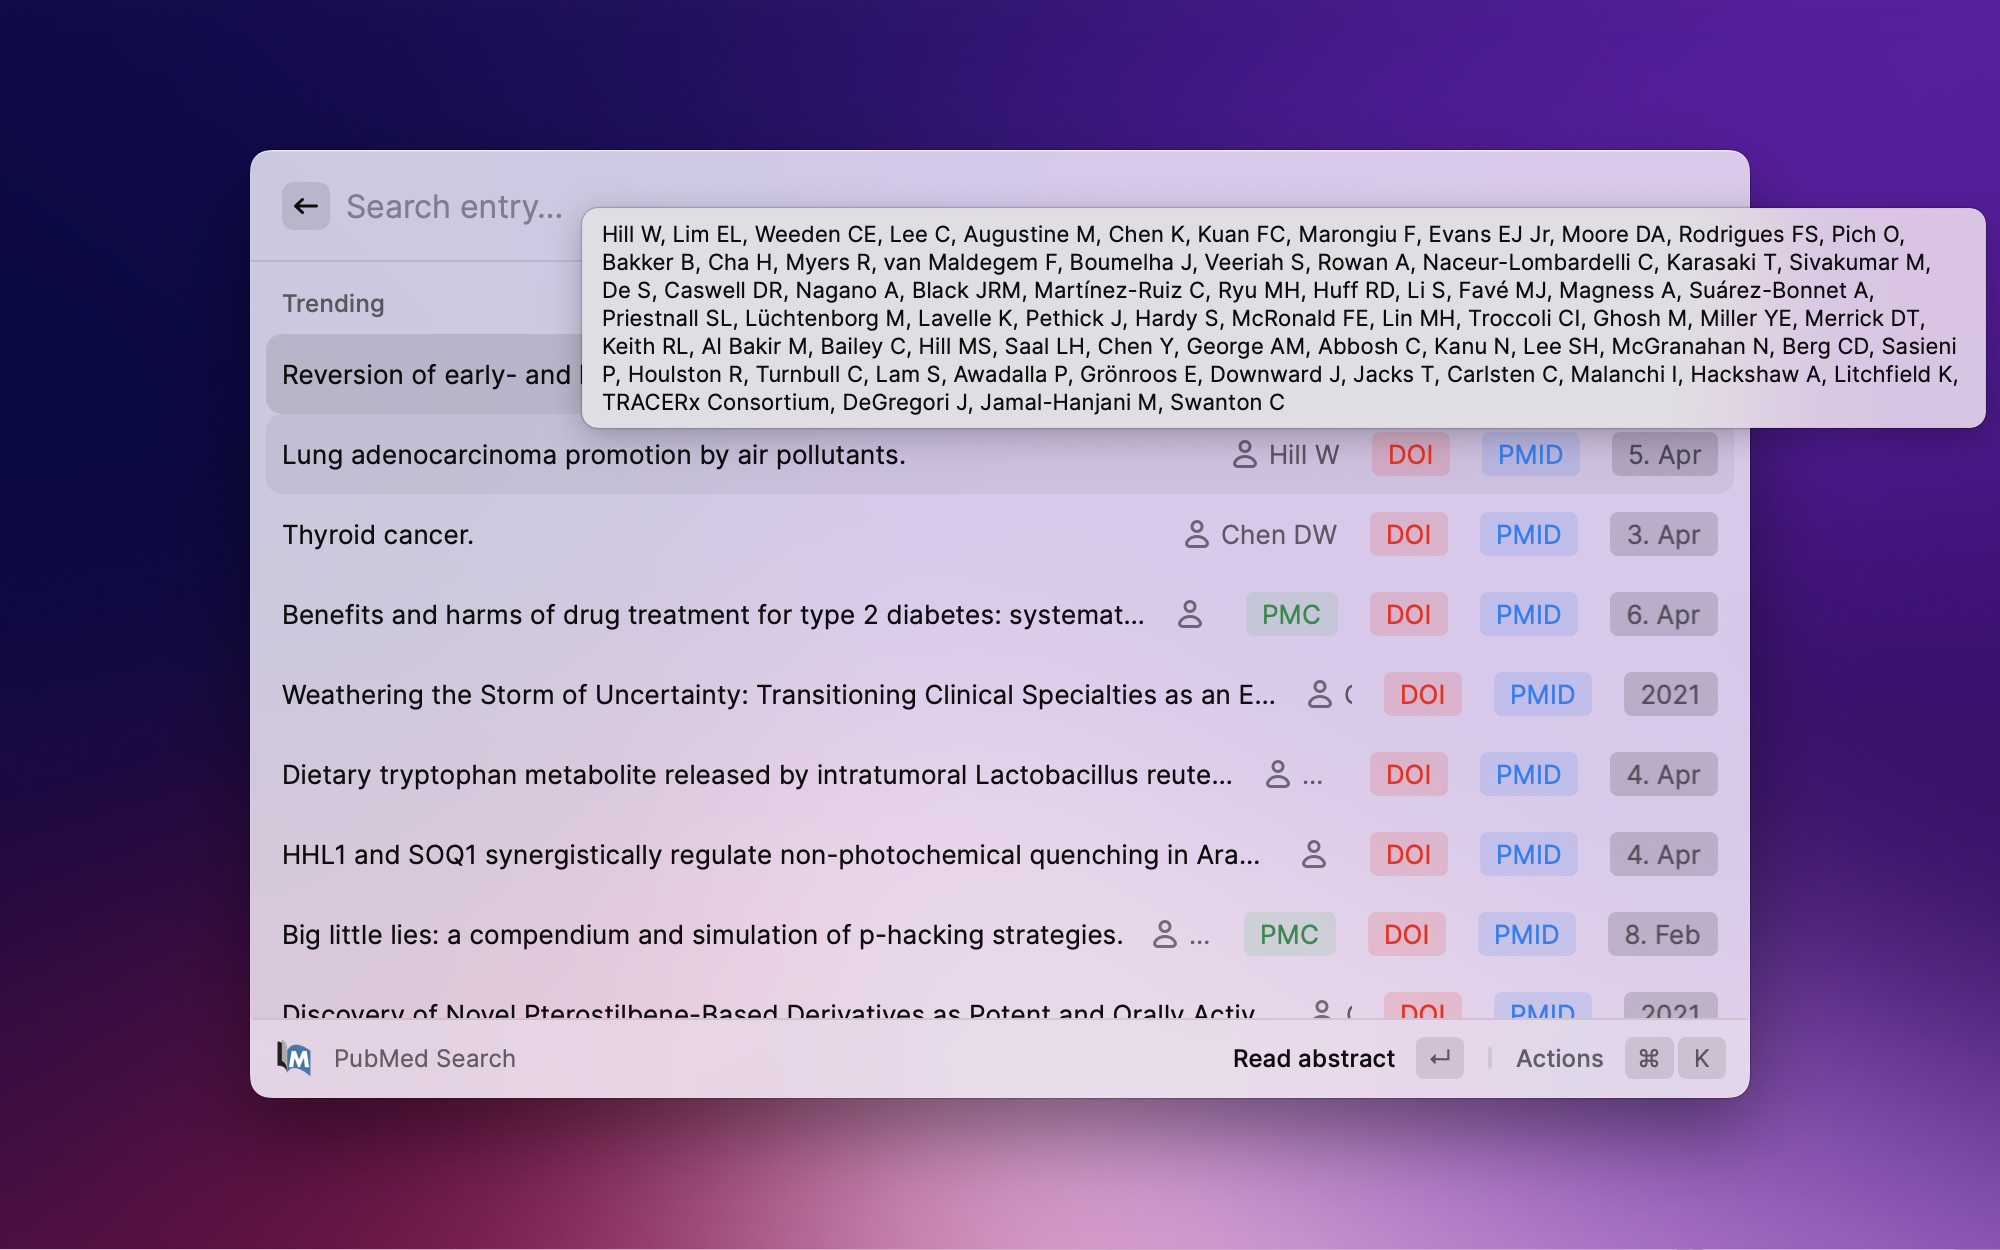 Search entry...
Hill W, Lim EL, Weeden CE, Lee C, Augustine M, Chen K, Kuan FC, Marongiu F, Evans EJ Jr, Moore DA, Rodrigues FS, Pich O,
Bakker B, Cha H, Myers R, van Maldegem F, Boumelha J, Veeriah S, Rowan A, Naceur-Lombardelli C, Karasaki T, Sivakumar M,
De S, Caswell DR, Nagano A, Black JRM, Martínez-Ruiz C, Ryu MH, Huff RD, Li S, Favé MJ, Magness A, Suárez-Bonnet A,
Priestnall SL, Lüchtenborg M, Lavelle K, Pethick J, Hardy S, McRonald FE, Lin MH, Troccoli CI, Ghosh M, Miller YE, Merrick DT,
Keith RL, Al Bakir M, Bailey C, Hill MS, Saal LH, Chen Y, George AM, Abbosh C, Kanu N, Lee SH, McGranahan N, Berg CD, Sasieni
P, Houlston R, Turnbull C, Lam S, Awadalla P, Grönroos E, Downward J, Jacks T, Carlsten C, Malanchi I, Hackshaw A, Litchfield K,
TRACERx Consortium, DeGregori J, Jamal-Hanjani M, Swanton C
Trending
Reversion of early- and
Lung adenocarcinoma promotion by air pollutants. Hill W DOI PMID 5. Apr
Thyroid cancer. Chen DW DOI PMID 3. Apr
Benefits and harms of drug treatment for type 2 diabetes: systemat... PMC DOI PMID 6. Apr
Weathering the Storm of Uncertainty: Transitioning Clinical Specialties as an E... DOI PMID 2021
Dietary tryptophan metabolite released by intratumoral Lactobacillus reute... ... DOI PMID 4. Apr
HHL1 and SOQ1 synergistically regulate non-photochemical quenching in Ara... DOI PMID 4. Apr
Big little lies: a compendium and simulation of p-hacking strategies. ... PMC DOI PMID 8. Feb
Discovery of Novel Pterostilbene-Based Derivatives as Potent and Orally Activ DOI PMID 2021
M PubMed Search Read abstract ↵ Actions ⌘ K